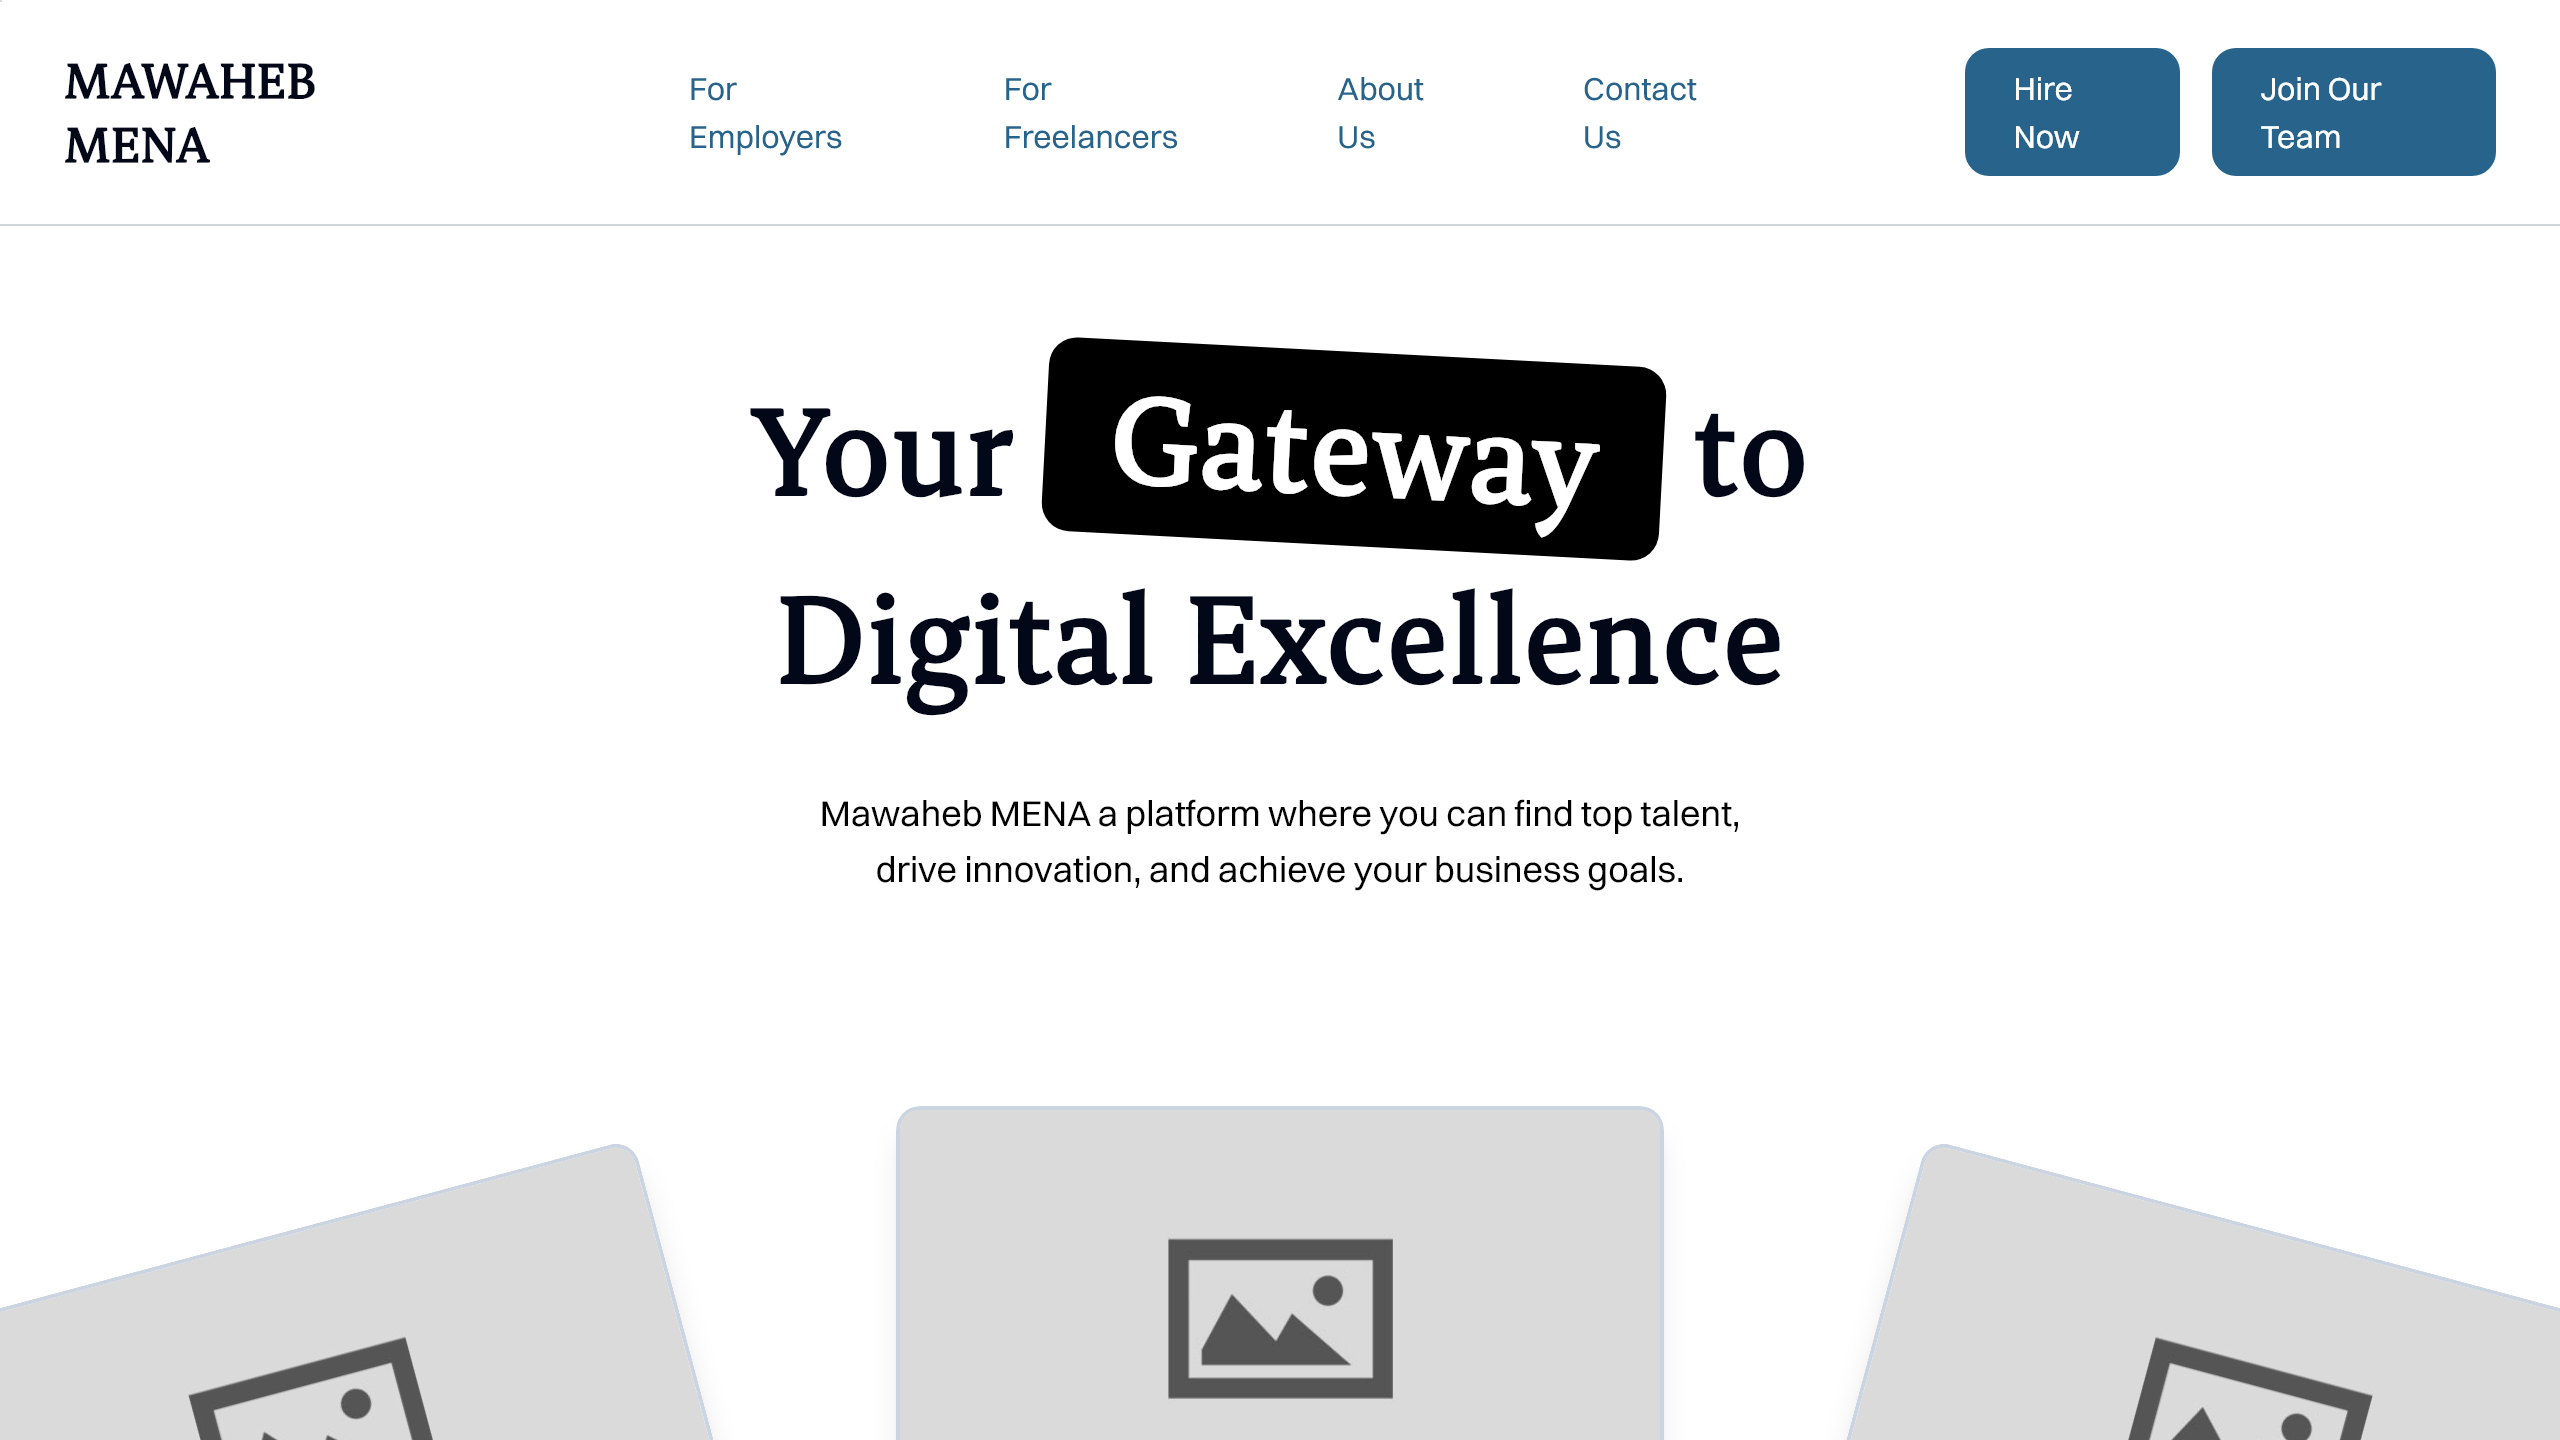 MAWAHEB
MENA
For
Employers
For
Freelancers
About
Us
Contact
Us
Hire
Now
Join Our
Team
Your Gateway to
Digital Excellence
Mawaheb MENA a platform where you can find top talent,
drive innovation, and achieve your business goals.